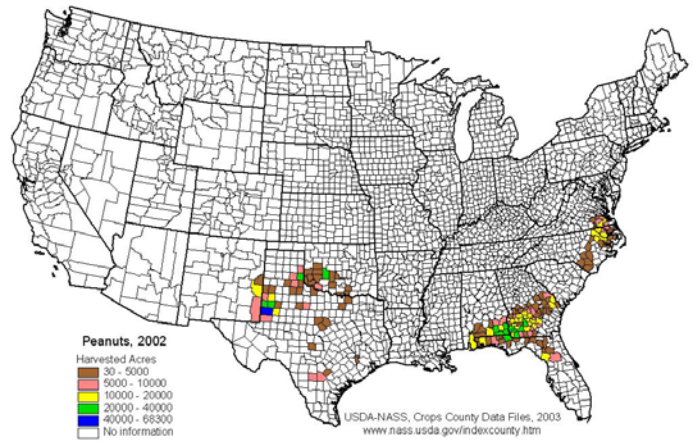 Peanuts, 2002
Harvested Acres
30 - 5000
5000 - 10000
10000 - 20000
20000 - 40000
40000 - 68300
No information
USDA-NASS, Crops County Data Files, 2003
www.nass.usda.gov/indexcounty.htm